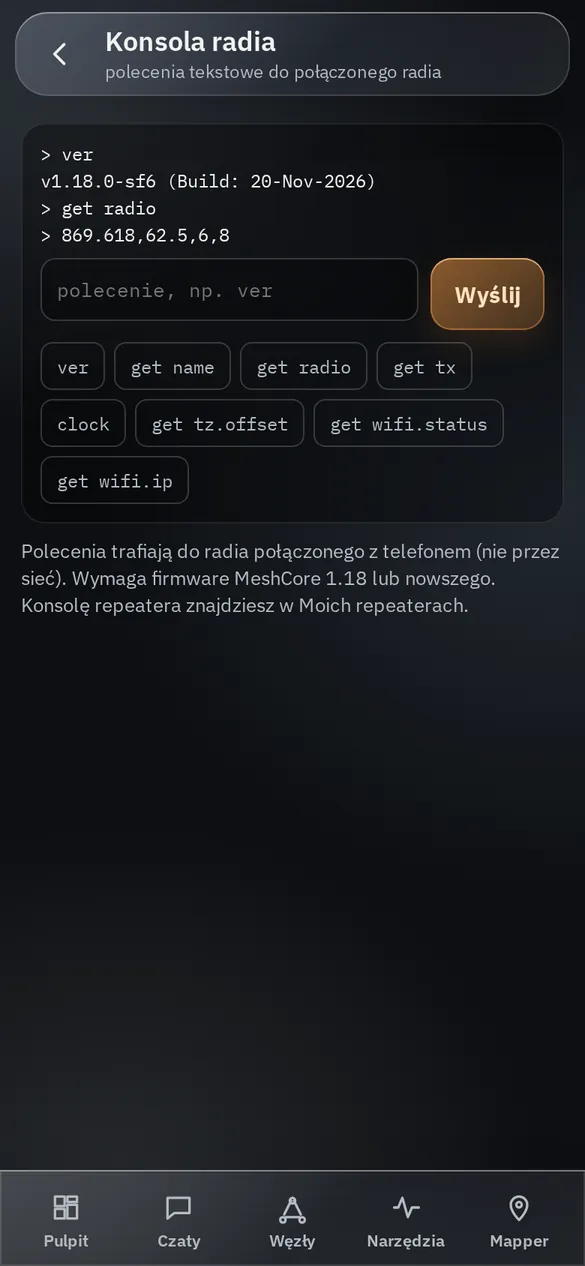 Konsola radia
polecenia tekstowe do połączonego radia
> ver
v1.18.0-sf6 (Build: 20-Nov-2026)
> get radio
> 869.618,62.5,6,8
polecenie, np. ver
Wyślij
ver
get name
get radio
get tx
clock
get tz.offset
get wifi.status
get wifi.ip
Polecenia trafiają do radia połączonego z telefonem (nie przez
sieć). Wymaga firmware MeshCore 1.18 lub nowszego.
Konsolę repeatera znajdziesz w Moich repeaterach.
Pulpit
Czaty
Węzły
Narzędzia
Mapper